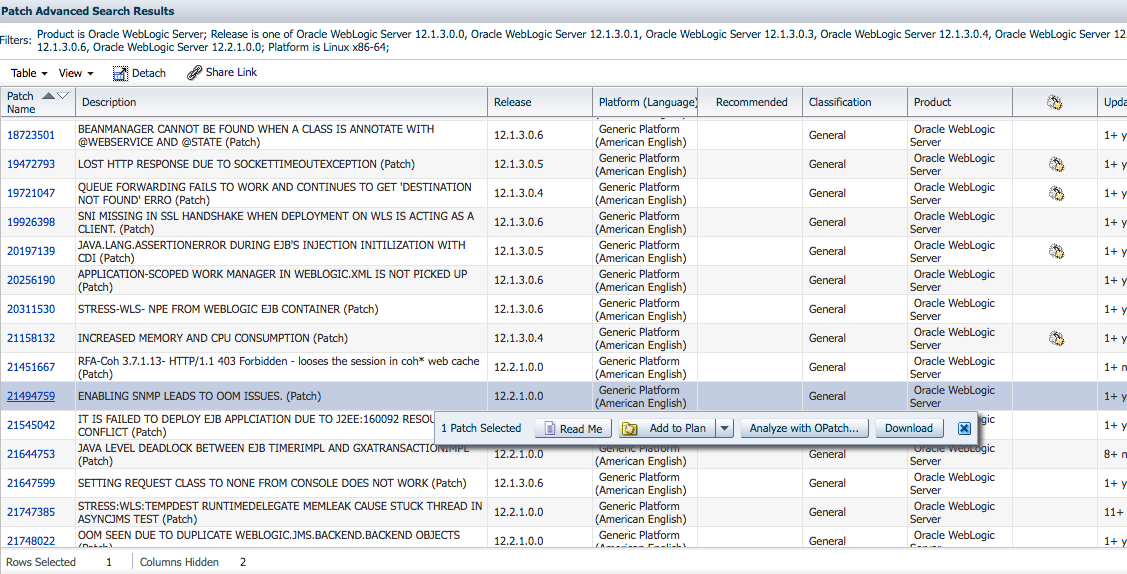 Patch Advanced Search Results
Filters: Product is Oracle WebLogic Server; Release is one of Oracle WebLogic Server 12.1.3.0.0, Oracle WebLogic Server 12.1.3.0.1, Oracle WebLogic Server 12.1.3.0.3, Oracle WebLogic Server 12.1.3.0.4, Oracle WebLogic Server 12.
12.1.3.0.6, Oracle WebLogic Server 12.2.1.0.0; Platform is Linux x86-64;
Table View Detach Share Link
Patch Name Description Release Platform (Language) Recommended Classification Product Upda
18723501 BEANMANAGER CANNOT BE FOUND WHEN A CLASS IS ANNOTATE WITH 12.1.3.0.6 Generic Platform General Oracle WebLogic 1+ y
@WEBSERVICE AND @STATE (Patch) (American English) Server
19472793 LOST HTTP RESPONSE DUE TO SOCKETTIMEOUTEXCEPTION (Patch) 12.1.3.0.5 Generic Platform General Oracle WebLogic 1+ y
(American English) Server
19721047 QUEUE FORWARDING FAILS TO WORK AND CONTINUES TO GET 'DESTINATION 12.1.3.0.4 Generic Platform General Oracle WebLogic 1+ y
NOT FOUND' ERRO (Patch) (American English) Server
19926398 SNI MISSING IN SSL HANDSHAKE WHEN DEPLOYMENT ON WLS IS ACTING AS A 12.1.3.0.6 Generic Platform General Oracle WebLogic 1+ y
CLIENT. (Patch) (American English) Server
20197139 JAVA.LANG.ASSERTIONERROR DURING EJB'S INJECTION INITILIZATION WITH 12.1.3.0.5 Generic Platform General Oracle WebLogic 1+ y
CDI (Patch) (American English) Server
20256190 APPLICATION-SCOPED WORK MANAGER IN WEBLOGIC.XML IS NOT PICKED UP 12.1.3.0.6 Generic Platform General Oracle WebLogic 1+ y
(Patch) (American English) Server
20311530 STRESS-WLS- NPE FROM WEBLOGIC EJB CONTAINER (Patch) 12.1.3.0.6 Generic Platform General Oracle WebLogic 1+ y
(American English) Server
21158132 INCREASED MEMORY AND CPU CONSUMPTION (Patch) 12.1.3.0.4 Generic Platform General Oracle WebLogic 1+ y
(American English) Server
21451667 RFA-Coh 3.7.1.13- HTTP/1.1 403 Forbidden - looses the session in coh* web cache 12.2.1.0.0 Generic Platform General Oracle WebLogic 1+ m
(Patch) (American English) Server
21494759 ENABLING SNMP LEADS TO OOM ISSUES. (Patch) 12.2.1.0.0 Generic Platform General Oracle WebLogic 1+ y
(American English) Server
21545042 IT IS FAILED TO DEPLOY EJB APPLCIATION DUE TO J2EE:160092 RESOU 1+ y
CONFLICT (Patch)
1 Patch Selected Read Me Add to Plan Analyze with OPatch... Download
21644753 JAVA LEVEL DEADLOCK BETWEEN EJB TIMERIMPL AND GXATRANSACTIONIMPL 12.2.1.0.0 General 8+ m
(Patch) (American English) Server
21647599 SETTING REQUEST CLASS TO NONE FROM CONSOLE DOES NOT WORK (Patch) 12.1.3.0.6 Generic Platform General Oracle WebLogic 1+ y
(American English) Server
21747385 STRESS:WLS:TEMPDEST RUNTIMEDELEGATE MEMLEAK CAUSE STUCK THREAD IN 12.2.1.0.0 Generic Platform General Oracle WebLogic 11+
ASYNCJMS TEST (Patch) (American English) Server
21748022 OOM SEEN DUE TO DUPLICATE WEBLOGIC.JMS.BACKEND.BACKEND OBJECTS 12.2.1.0.0 Generic Platform General Oracle WebLogic 1+ y
Rows Selected 1 Columns Hidden 2